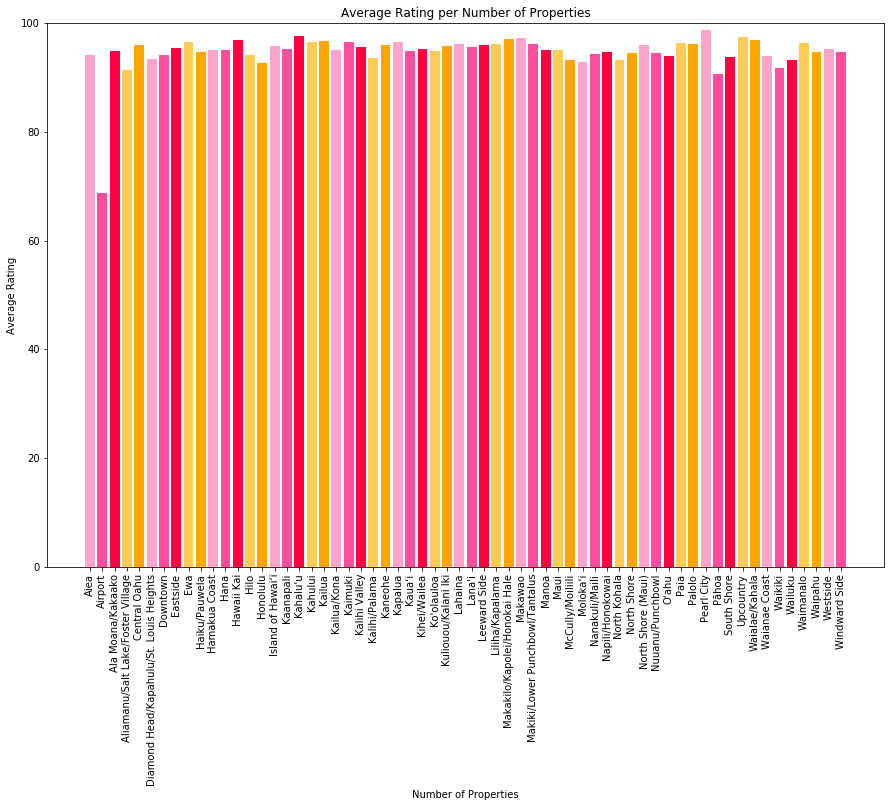 Average Rating per Number of Properties
Average Rating
100
80
60
40
20
0
Aiea
Airport
Ala Moana/Kakaako
Aliamanu/Salt Lake/Foster Village
Central Oahu
Diamond Head/Kapahulu/St. Louis Heights
Downtown
Eastside
Ewa
Haiku/Pauwela
Hamakua Coast
Hana
Hawaii Kai
Hilo
Honolulu
Island of Hawai‘i
Kaanapali
Kahalu'u
Kahului
Kailua
Kailua/Kona
Kaimuki
Kalihi Valley
Kalihi/Palama
Kaneohe
Kapalua
Kaua‘i
Kihei/Wailea
Ko'olauloa
Kuliouou/Kalani Iki
Lahaina
Lana'i
Leeward Side
Liliha/Kapalama
Makakilo/Kapolei/Honokai Hale
Makawao
Makiki/Lower Punchbowl/Tantalus
Manoa
Maui
McCully/Moiliili
Moloka‘i
Nanakuli/Maili
Napili/Honokowai
North Kohala
North Shore
North Shore (Maui)
Nuuanu/Punchbowl
O'ahu
Paia
Palolo
Pearl City
Pāhoa
South Shore
Upcountry
Waialae/Kahala
Waianae Coast
Waikiki
Wailuku
Waimanalo
Waipahu
Westside
Windward Side
Number of Properties